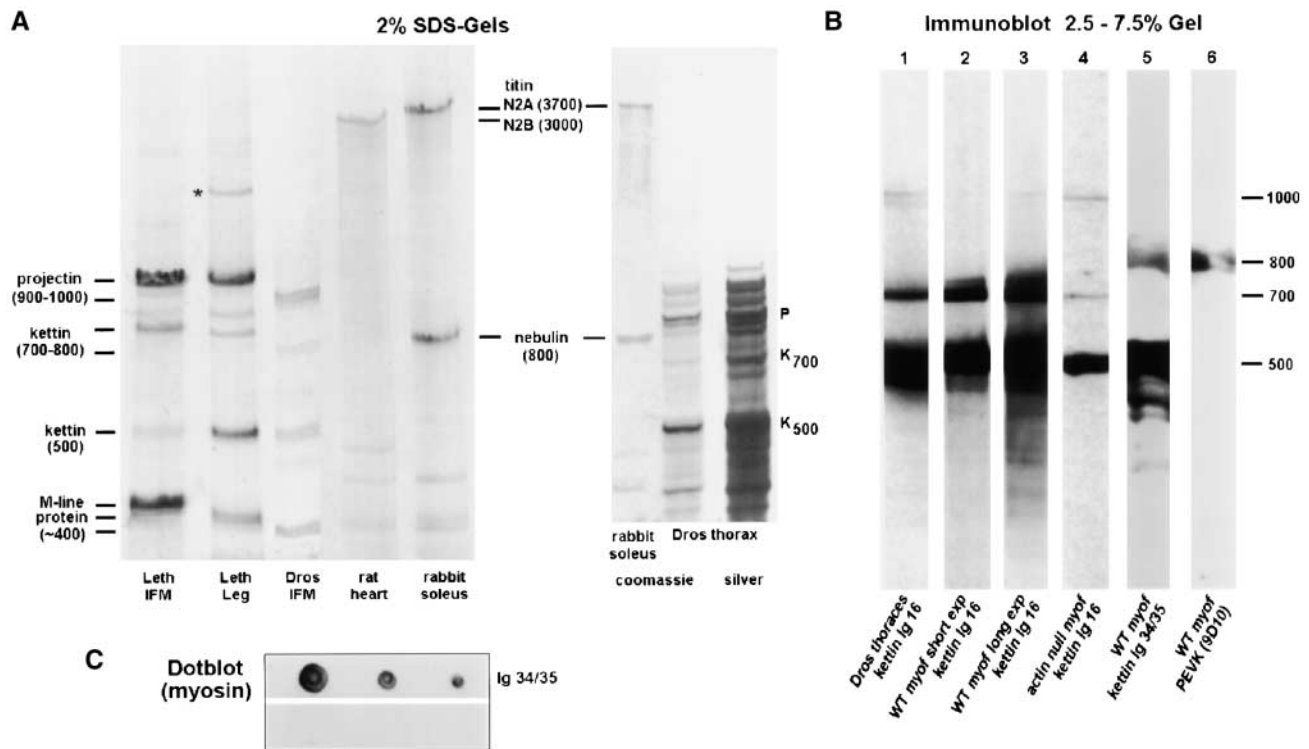 A
2% SDS-Gels
titin
N2A (3700)
N2B (3000)
*
projectin
(900-1000)
kettin
(700-800)
nebulin
(800)
kettin
(500)
M-line
protein
(~400)
P
K 700
K 500
Leth
IFM
Leth
Leg
Dros
IFM
rat
heart
rabbit
soleus
rabbit
soleus
Dros thorax
coomassie
silver
B
Immunoblot 2.5 - 7.5% Gel
1 2 3 4 5 6
1000
800
700
500
Dros thoraces
kettin Ig 16
WT myof short exp
kettin Ig 16
WT myof long exp
kettin Ig 16
actin null myof
kettin Ig 16
WT myof
kettin Ig 34/35
WT myof
PEVK (9D10)
C
Dotblot
(myosin)
Ig 34/35